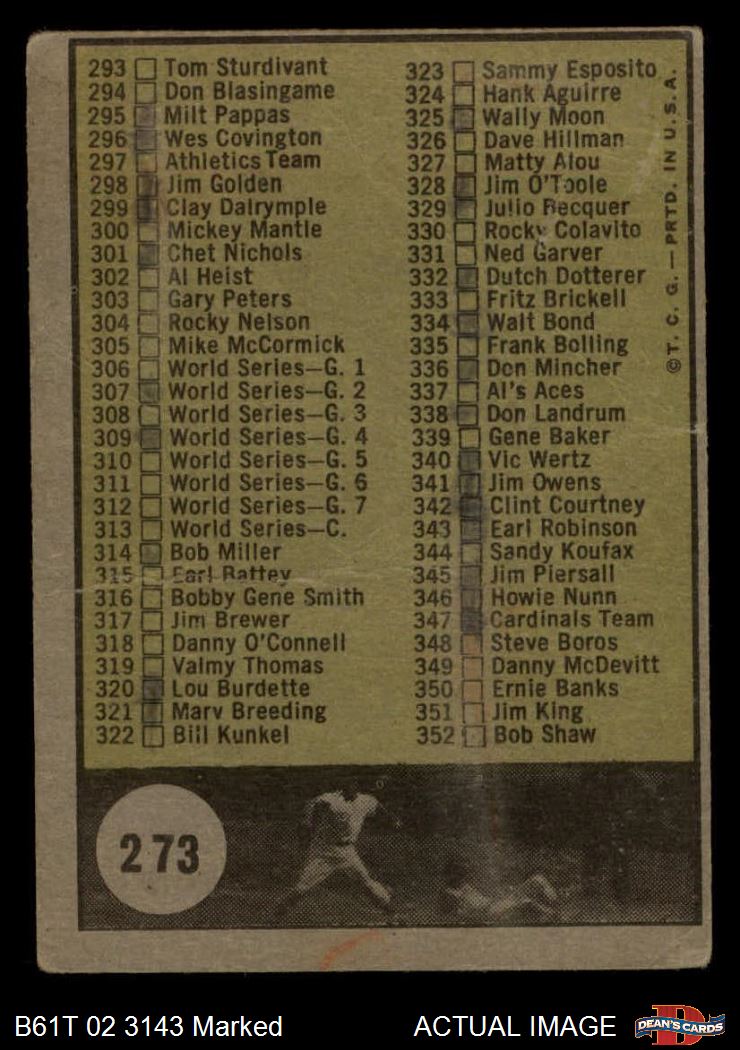 293 Tom Sturdivant
294 Don Blasingame
295 Milt Pappas
296 Wes Covington
297 Athletics Team
298 Jim Golden
299 Clay Dalrymple
300 Mickey Mantle
301 Chet Nichols
302 Al Heist
303 Gary Peters
304 Rocky Nelson
305 Mike McCormick
306 World Series—G. 1
307 World Series—G. 2
308 World Series—G. 3
309 World Series—G. 4
310 World Series—G. 5
311 World Series—G. 6
312 World Series—G. 7
313 World Series—C.
314 Bob Miller
315 Earl Battey
316 Bobby Gene Smith
317 Jim Brewer
318 Danny O'Connell
319 Valmy Thomas
320 Lou Burdette
321 Marv Breeding
322 Bill Kunkel
323 Sammy Esposito
324 Hank Aguirre
325 Wally Moon
326 Dave Hillman
327 Matty Alou
328 Jim O'Toole
329 Julio Becquer
330 Rocky Colavito
331 Ned Garver
332 Dutch Dotterer
333 Fritz Brickell
334 Walt Bond
335 Frank Bolling
336 Don Mincher
337 Al's Aces
338 Don Landrum
339 Gene Baker
340 Vic Wertz
341 Jim Owens
342 Clint Courtney
343 Earl Robinson
344 Sandy Koufax
345 Jim Piersall
346 Howie Nunn
347 Cardinals Team
348 Steve Boros
349 Danny McDevitt
350 Ernie Banks
351 Jim King
352 Bob Shaw
©T. C. G.—PRTD. IN U.S.A.
273
B61T 02 3143 Marked
ACTUAL IMAGE
DEAN'S CARDS